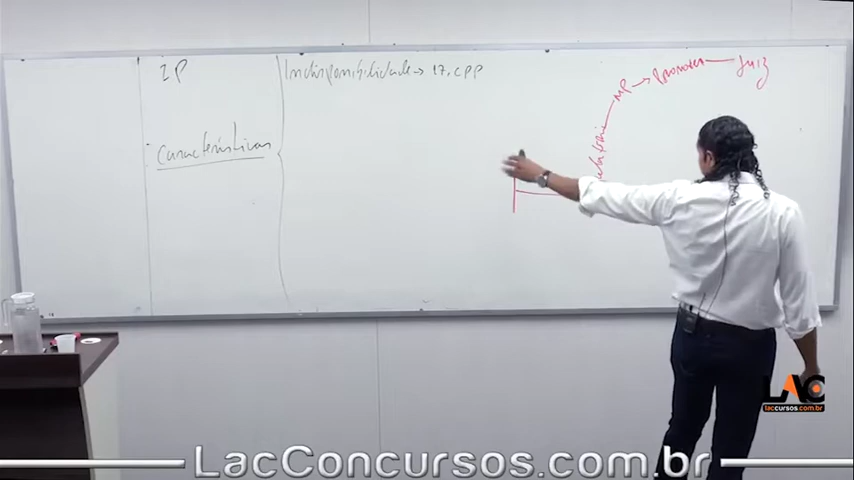 IP
Indisponibilidade → 17, CPP
Características
MP → Promotor — Juiz
LAC
laccursos.com.br
LacConcursos.com.br